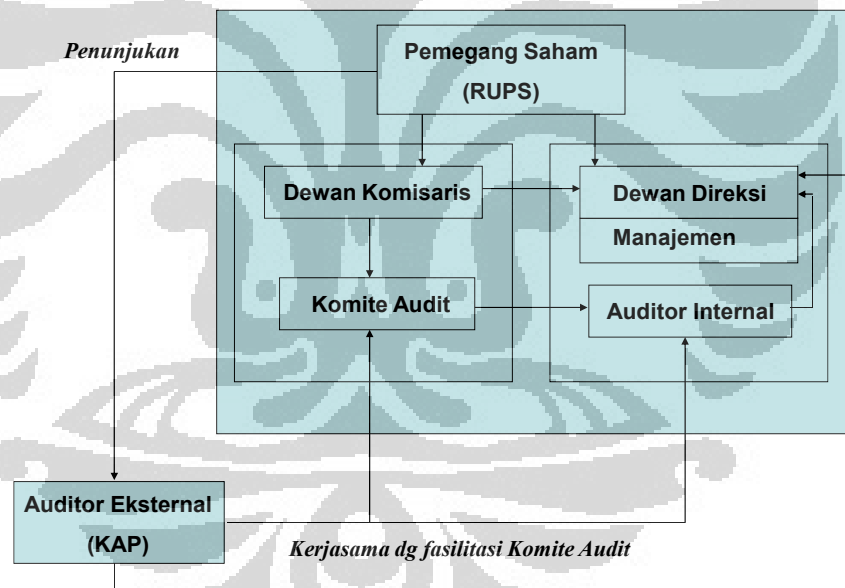 Penunjukan
Pemegang Saham
(RUPS)
Dewan Komisaris
Dewan Direksi
Manajemen
Komite Audit
Auditor Internal
Auditor Eksternal
(KAP)
Kerjasama dg fasilitasi Komite Audit